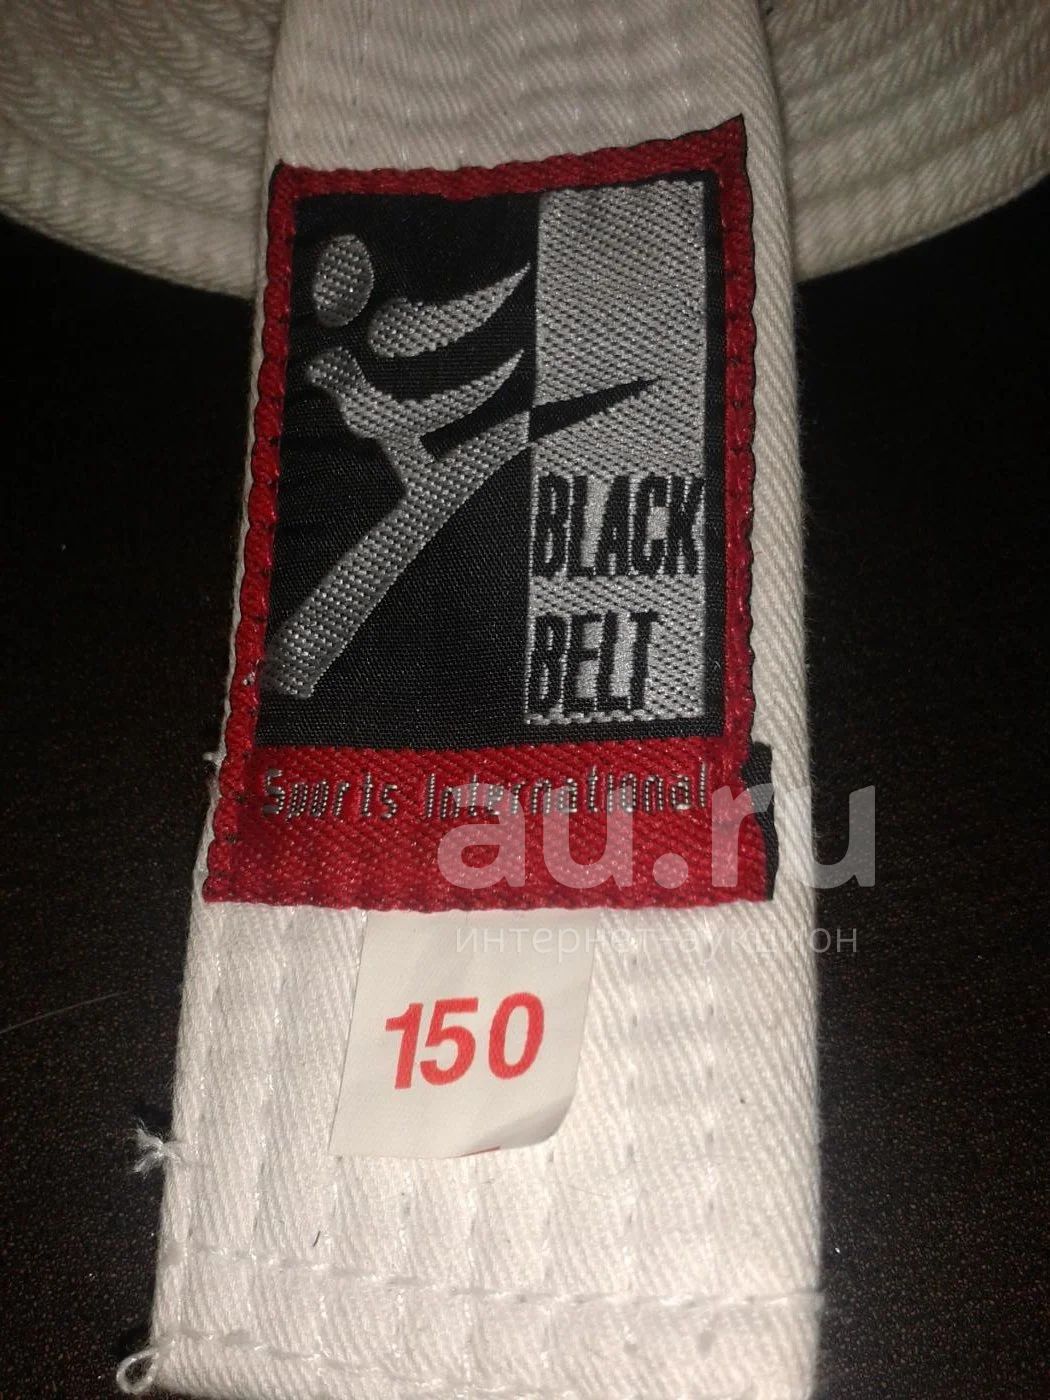 BLACK
BELT
Sports International
au.ru
интернет-аукцион
150